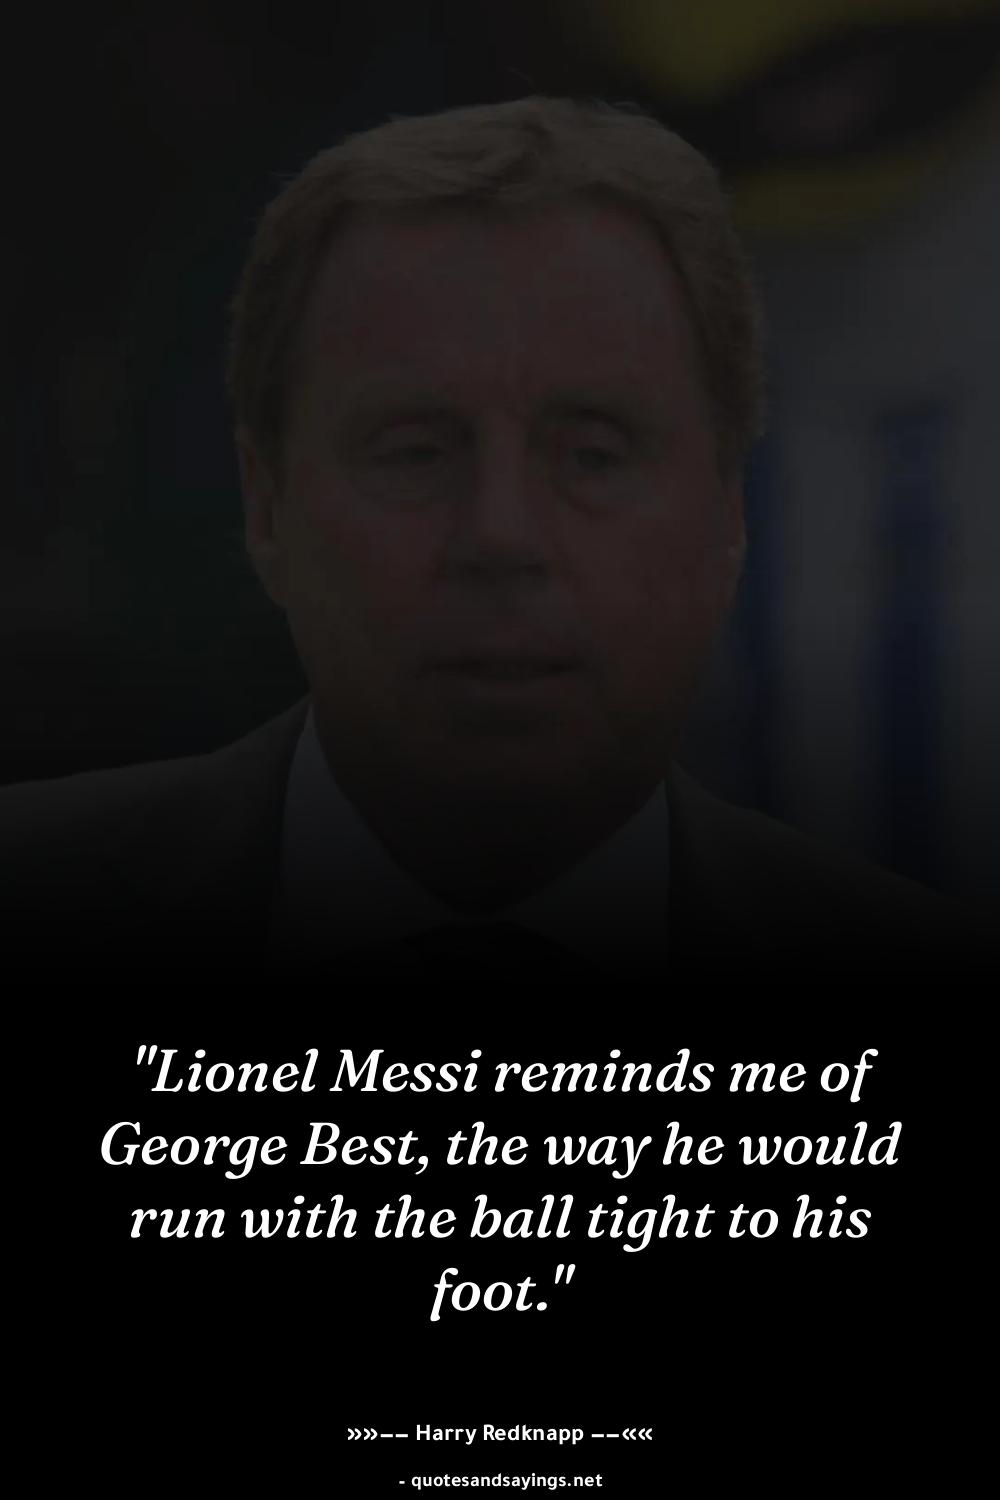 "Lionel Messi reminds me of
George Best, the way he would
run with the ball tight to his
foot."
»»−− Harry Redknapp −−««
- quotesandsayings.net